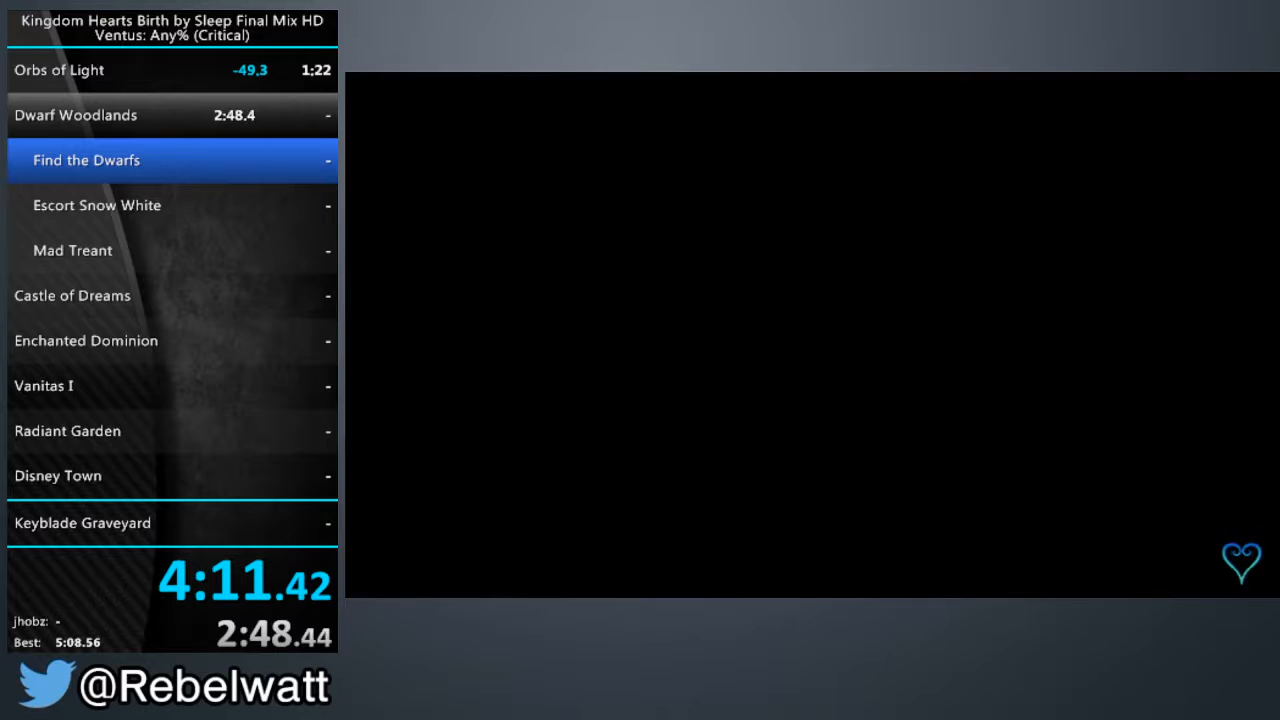 Kingdom Hearts Birth by Sleep Final Mix HD
Ventus: Any% (Critical)
Orbs of Light -49.3 1:22
Dwarf Woodlands 2:48.4 -
Find the Dwarfs -
Escort Snow White -
Mad Treant -
Castle of Dreams -
Enchanted Dominion -
Vanitas I -
Radiant Garden -
Disney Town -
Keyblade Graveyard -
4:11.42
jhobz: -
2:48.44
Best: 5:08.56
@Rebelwatt